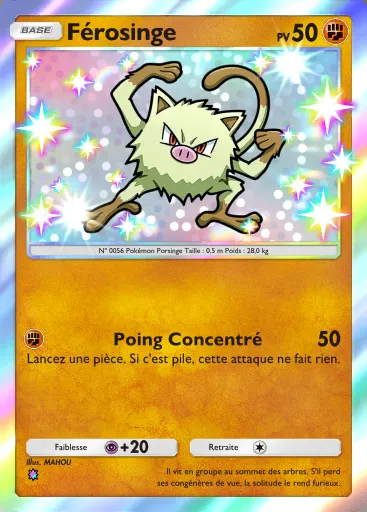 BASE Férosinge PV 50
N° 0056 Pokémon Porsinge Taille : 0,5 m Poids : 28,0 kg
Poing Concentré 50
Lancez une pièce. Si c'est pile, cette attaque ne fait rien.
Faiblesse +20 Retraite
Illus. MAHOU
Il vit en groupe au sommet des arbres. S'il perd
ses congénères de vue, la solitude le rend furieux.